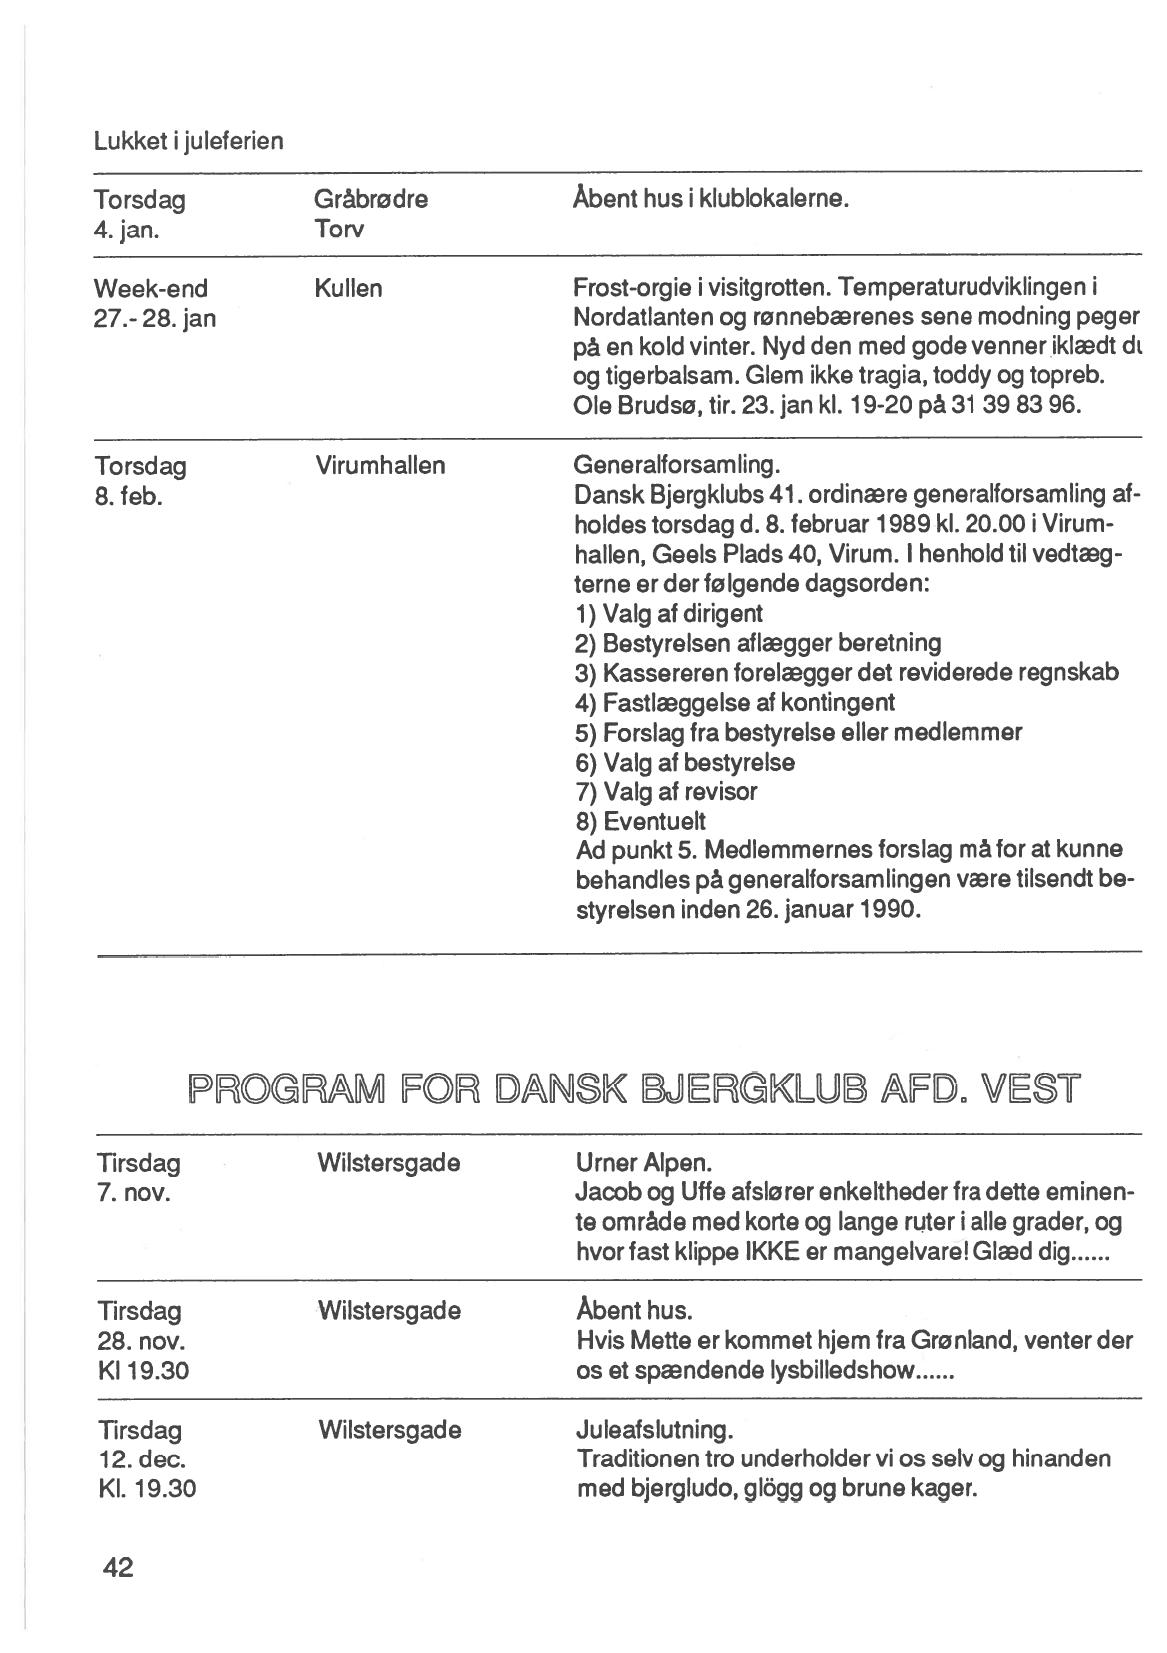 Lukket i juleferien
Torsdag Gråbrødre Åbent hus i klublokalerne.
4. jan. Torv
Week-end Kullen Frost-orgie i visitgrotten. Temperaturudviklingen i
27.- 28. jan Nordatlanten og rønnebærenes sene modning peger
på en kold vinter. Nyd den med gode venner iklædt
og tigerbalsam. Glem ikke tragia, toddy og topreb.
Ole Brudsø, tir. 23. jan kl. 19-20 på 31 39 83 96.
Torsdag Virumhallen Generalforsamling.
8. feb. Dansk Bjergklubs 41. ordinære generalforsamling af-
holdes torsdag d. 8. februar 1989 kl. 20.00 i Virum-
hallen, Geels Plads 40, Virum. I henhold til vedtæg-
terne er der følgende dagsorden:
1) Valg af dirigent
2) Bestyrelsen aflægger beretning
3) Kassereren forelægger det reviderede regnskab
4) Fastlæggelse af kontingent
5) Forslag fra bestyrelse eller medlemmer
6) Valg af bestyrelse
7) Valg af revisor
8) Eventuelt
Ad punkt 5. Medlemmernes forslag må for at kunne
behandles på generalforsamlingen være tilsendt be-
styrelsen inden 26. januar 1990.
PROGRAM FOR DANSK BJERGKLUB AFD. VEST
Tirsdag Wilstersgade Urner Alpen.
7. nov. Jacob og Uffe afslører enkeltheder fra dette eminen-
te område med korte og lange ruter i alle grader, og
hvor fast klippe IKKE er mangelvare! Glæd dig......
Tirsdag Wilstersgade Åbent hus.
28. nov. Hvis Mette er kommet hjem fra Grønland, venter der
Kl 19.30 os et spændende lysbilledshow......
Tirsdag Wilstersgade Juleafslutning.
12. dec. Traditionen tro underholder vi os selv og hinanden
Kl. 19.30 med bjergludo, glögg og brune kager.
42